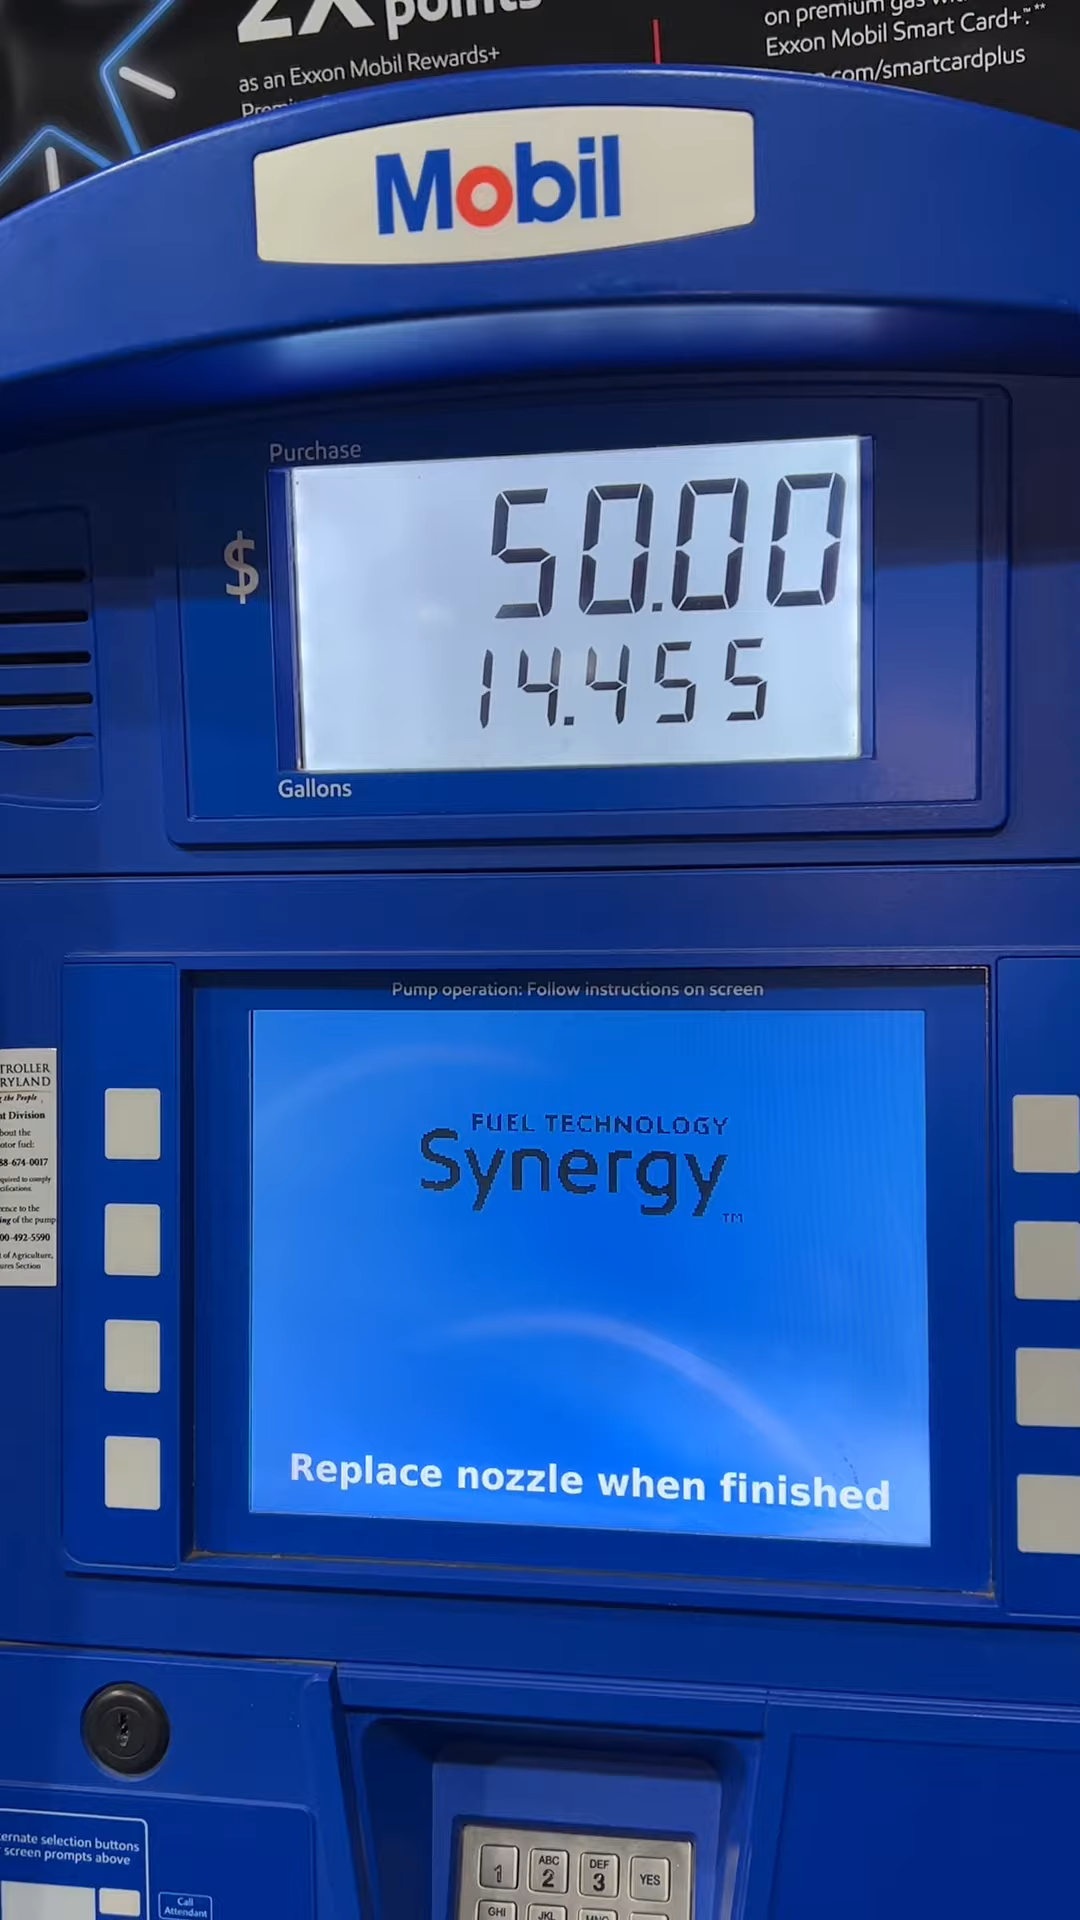 2X points
as an Exxon Mobil Rewards+
on premium gas
Exxon Mobil Smart Card+.™**
.com/smartcardplus
Mobil
Purchase
$
50.00
14.455
Gallons
Pump operation: Follow instructions on screen
FUEL TECHNOLOGY
Synergy
TM
Replace nozzle when finished
TROLLER
RYLAND
the People
nt Division
bout the
otor fuel:
88-674-0017
quired to comply
cifications.
rence to the
ing of the pump
00-492-5590
t of Agriculture,
ures Section
ernate selection buttons
screen prompts above
Call
Attendant
1
ABC
2
DEF
3
YES
GHI
JKL
MNO